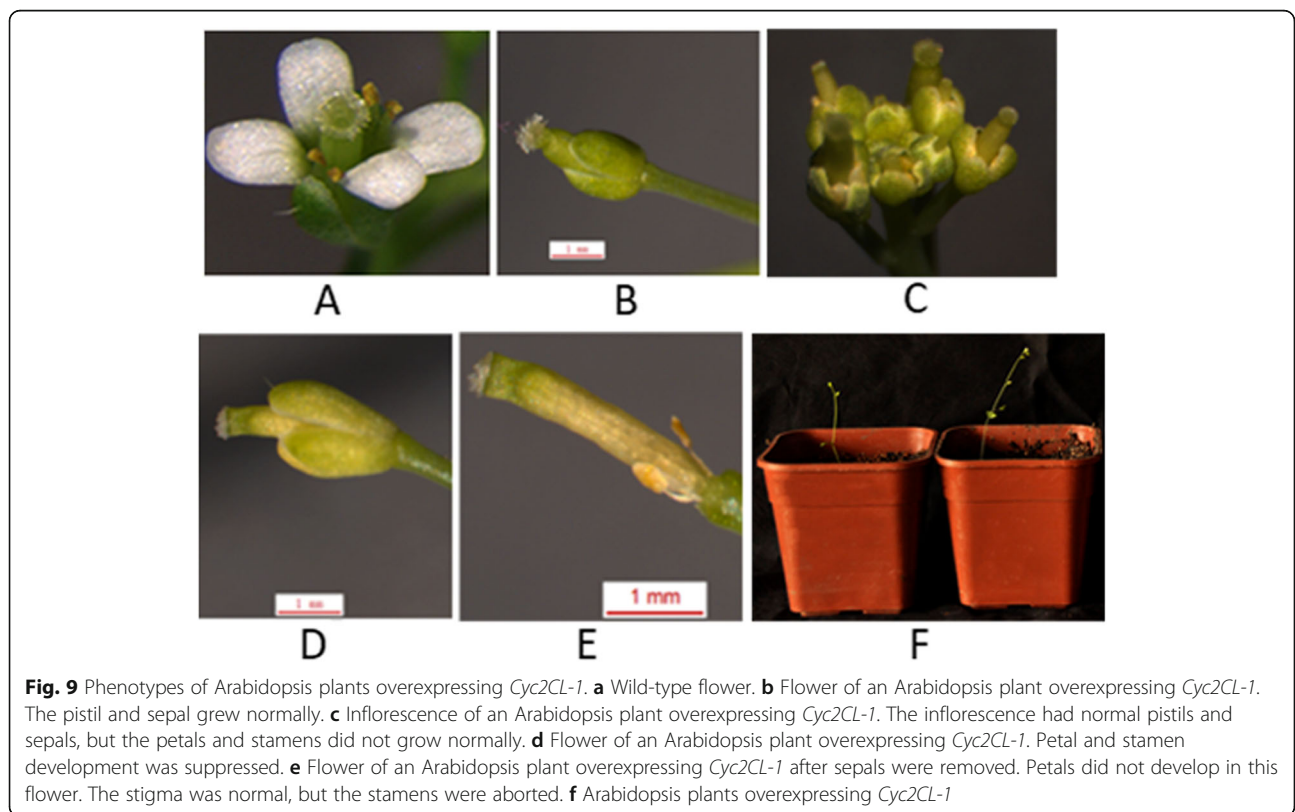 A
B
C
1 mm
1 mm
1 mm
D
E
F
Fig. 9 Phenotypes of Arabidopsis plants overexpressing Cyc2CL-1. a Wild-type flower. b Flower of an Arabidopsis plant overexpressing Cyc2CL-1.
The pistil and sepal grew normally. c Inflorescence of an Arabidopsis plant overexpressing Cyc2CL-1. The inflorescence had normal pistils and
sepals, but the petals and stamens did not grow normally. d Flower of an Arabidopsis plant overexpressing Cyc2CL-1. Petal and stamen
development was suppressed. e Flower of an Arabidopsis plant overexpressing Cyc2CL-1 after sepals were removed. Petals did not develop in this
flower. The stigma was normal, but the stamens were aborted. f Arabidopsis plants overexpressing Cyc2CL-1